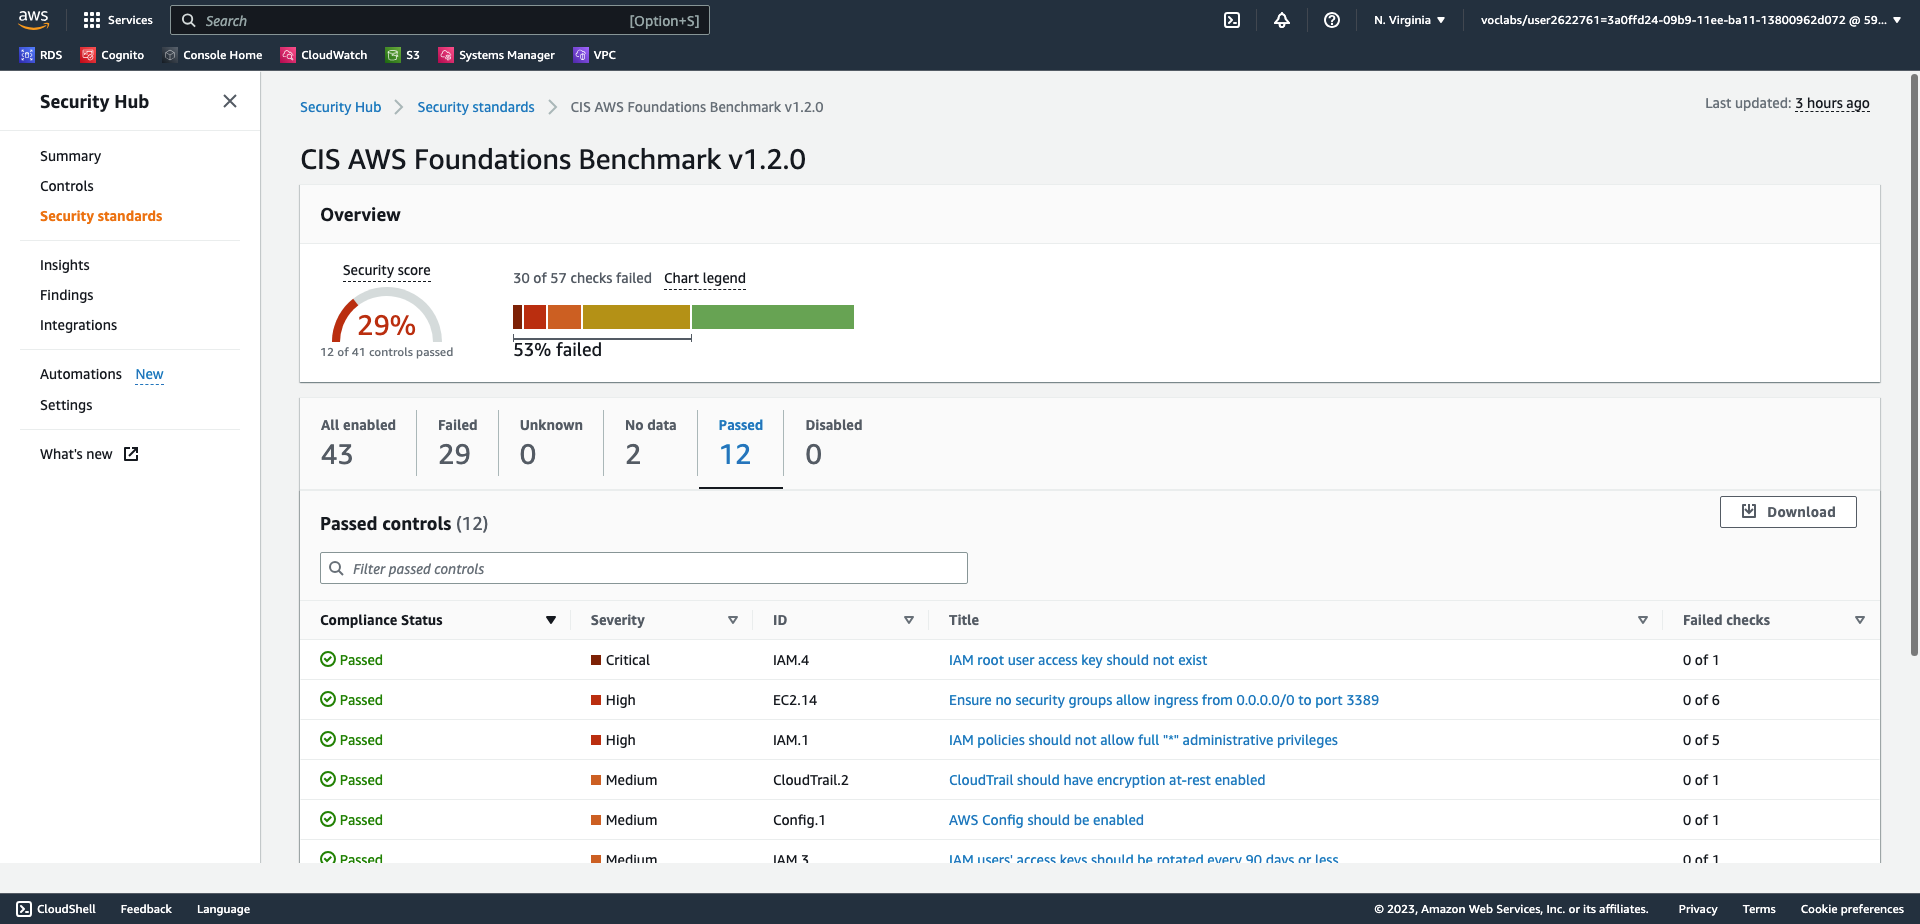 aws
Services
Search
[Option+S]
N. Virginia
voclabs/user2622761=3a0ffd24-09b9-11ee-ba11-13800962d072 @ 59...
RDS
Cognito
Console Home
CloudWatch
S3
Systems Manager
VPC
Security Hub
Summary
Controls
Security standards
Insights
Findings
Integrations
Automations New
Settings
What's new
Security Hub
Security standards
CIS AWS Foundations Benchmark v1.2.0
Last updated: 3 hours ago
CIS AWS Foundations Benchmark v1.2.0
Overview
Security score
29%
12 of 41 controls passed
30 of 57 checks failed Chart legend
53% failed
All enabled
43
Failed
29
Unknown
0
No data
2
Passed
12
Disabled
0
Passed controls (12)
Download
Filter passed controls
Compliance Status Severity ID Title Failed checks
Passed Critical IAM.4 IAM root user access key should not exist 0 of 1
Passed High EC2.14 Ensure no security groups allow ingress from 0.0.0.0/0 to port 3389 0 of 6
Passed High IAM.1 IAM policies should not allow full "*" administrative privileges 0 of 5
Passed Medium CloudTrail.2 CloudTrail should have encryption at-rest enabled 0 of 1
Passed Medium Config.1 AWS Config should be enabled 0 of 1
Passed Medium IAM.3 IAM users' access keys should be rotated every 90 days or less 0 of 1
CloudShell
Feedback
Language
© 2023, Amazon Web Services, Inc. or its affiliates.
Privacy
Terms
Cookie preferences